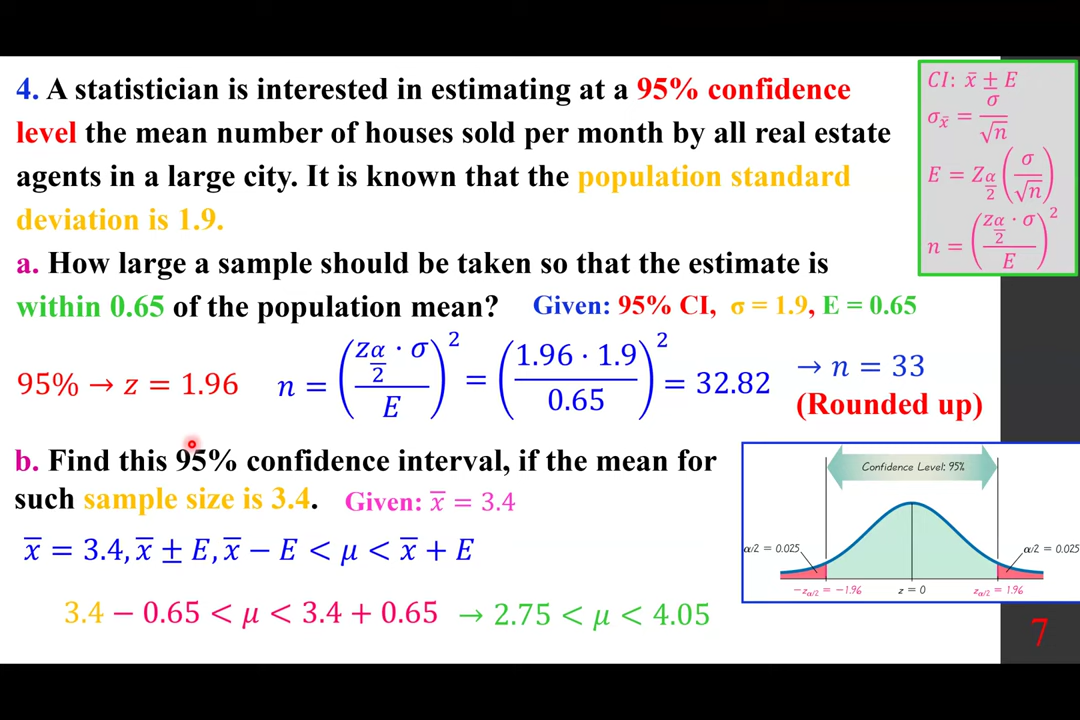 4. A statistician is interested in estimating at a 95% confidence
level the mean number of houses sold per month by all real estate
agents in a large city. It is known that the population standard
deviation is 1.9.
CI: x̄ ± E
σ_x̄ = σ/√n
E = Z_{α/2} (σ/√n)
n = ((z_{α/2} · σ)/E)²
a. How large a sample should be taken so that the estimate is
within 0.65 of the population mean? Given: 95% CI, σ = 1.9, E = 0.65
95% → z = 1.96 n = ((z_{α/2} · σ)/E)² = ((1.96 · 1.9)/0.65)² = 32.82 → n = 33
(Rounded up)
b. Find this 95% confidence interval, if the mean for
such sample size is 3.4. Given: x̄ = 3.4
x̄ = 3.4, x̄ ± E, x̄ − E < μ < x̄ + E
3.4 − 0.65 < μ < 3.4 + 0.65 → 2.75 < μ < 4.05
Confidence Level: 95%
α/2 = 0.025 α/2 = 0.025
−z_{α/2} = −1.96 z = 0 z_{α/2} = 1.96
7